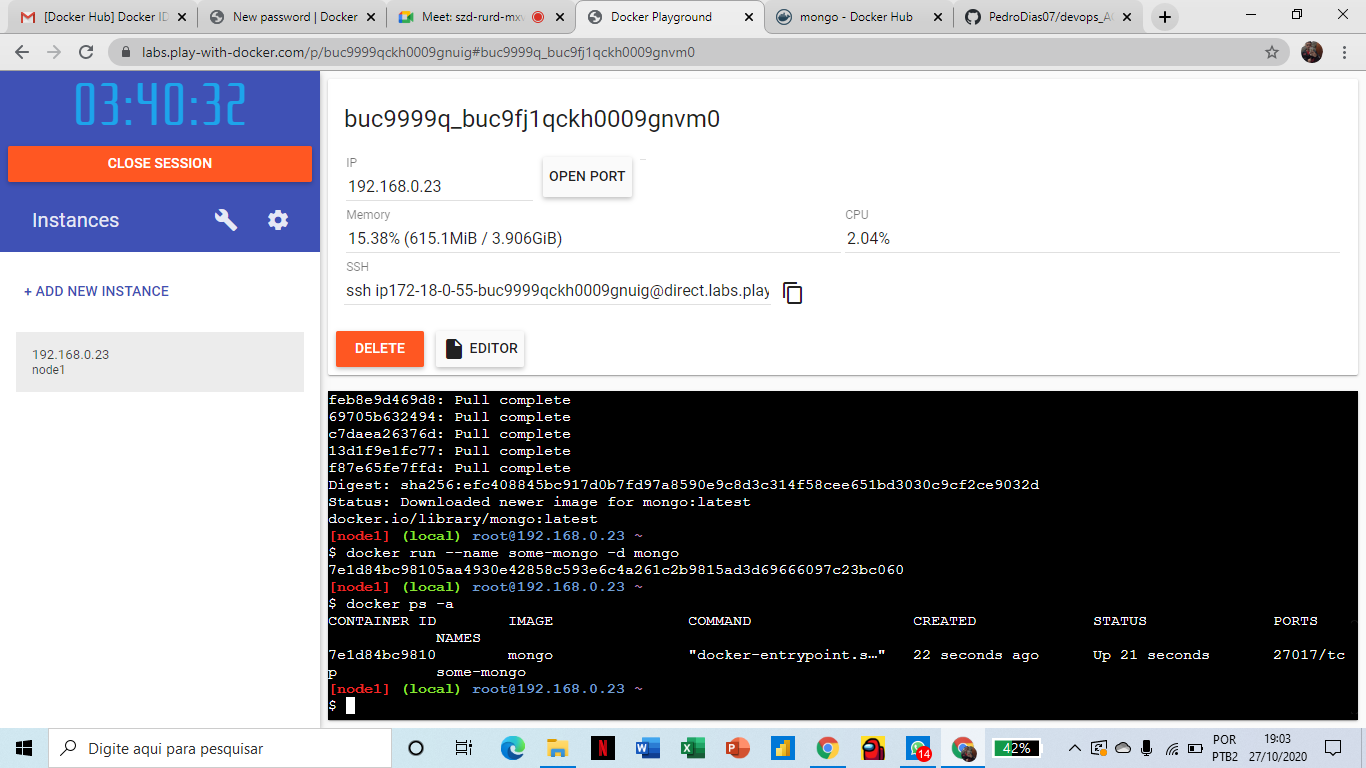 [Docker Hub] Docker ID
New password | Docker
Meet: szd-rurd-mxv
Docker Playground
mongo - Docker Hub
PedroDias07/devops_A
labs.play-with-docker.com/p/buc9999qckh0009gnuig#buc9999q_buc9fj1qckh0009gnvm0
03:40:32
CLOSE SESSION
Instances
+ ADD NEW INSTANCE
192.168.0.23
node1
buc9999q_buc9fj1qckh0009gnvm0
IP
192.168.0.23
OPEN PORT
Memory
15.38% (615.1MiB / 3.906GiB)
CPU
2.04%
SSH
ssh ip172-18-0-55-buc9999qckh0009gnuig@direct.labs.play
DELETE
EDITOR
feb8e9d469d8: Pull complete
69705b632494: Pull complete
c7daea26376d: Pull complete
13d1f9e1fc77: Pull complete
f87e65fe7ffd: Pull complete
Digest: sha256:efc408845bc917d0b7fd97a8590e9c8d3c314f58cee651bd3030c9cf2ce9032d
Status: Downloaded newer image for mongo:latest
docker.io/library/mongo:latest
[node1] (local) root@192.168.0.23 ~
$ docker run --name some-mongo -d mongo
7e1d84bc98105aa4930e42858c593e6c4a261c2b9815ad3d69666097c23bc060
[node1] (local) root@192.168.0.23 ~
$ docker ps -a
CONTAINER ID IMAGE COMMAND CREATED STATUS PORTS
NAMES
7e1d84bc9810 mongo "docker-entrypoint.s…" 22 seconds ago Up 21 seconds 27017/tc
p some-mongo
[node1] (local) root@192.168.0.23 ~
$
Digite aqui para pesquisar
14
42%
POR
PTB2
19:03
27/10/2020